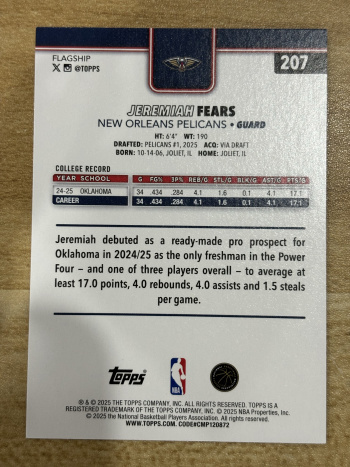 FLAGSHIP
X @TOPPS
207
JEREMIAH FEARS
NEW ORLEANS PELICANS • GUARD
HT: 6'4" WT: 190
DRAFTED: PELICANS #1, 2025 ACQ: VIA DRAFT
BORN: 10-14-06, JOLIET, IL HOME: JOLIET, IL
COLLEGE RECORD
YEAR SCHOOL G FG% 3P% REB/G STL/G BLK/G AST/G PTS/G
24-25 OKLAHOMA 34 .434 .284 4.1 1.6 0.1 4.1 17.1
CAREER 34 .434 .284 4.1 1.6 0.1 4.1 17.1
Jeremiah debuted as a ready-made pro prospect for
Oklahoma in 2024/25 as the only freshman in the Power
Four – and one of three players overall – to average at
least 17.0 points, 4.0 rebounds, 4.0 assists and 1.5 steals
per game.
topps
NBA
® & © 2025 THE TOPPS COMPANY, INC. ALL RIGHTS RESERVED. TOPPS IS A
REGISTERED TRADEMARK OF THE TOPPS COMPANY, INC. © 2025 NBA Properties, Inc.
© 2025 the National Basketball Players Association. All rights reserved.
WWW.TOPPS.COM. CODE#CMP120872